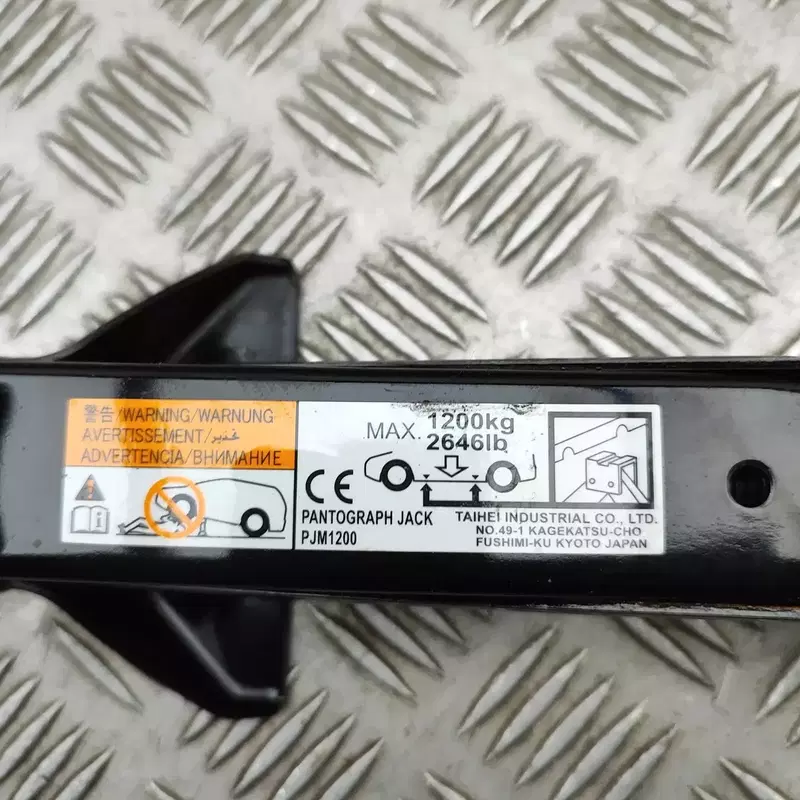 警告/WARNING/WARNUNG
AVERTISSEMENT/تحذير
ADVERTENCIA/ВНИМАНИЕ
MAX. 1200kg
2646lb
CE
PANTOGRAPH JACK
PJM1200
TAIHEI INDUSTRIAL CO., LTD.
NO.49-1 KAGEKATSU-CHO
FUSHIMI-KU KYOTO JAPAN